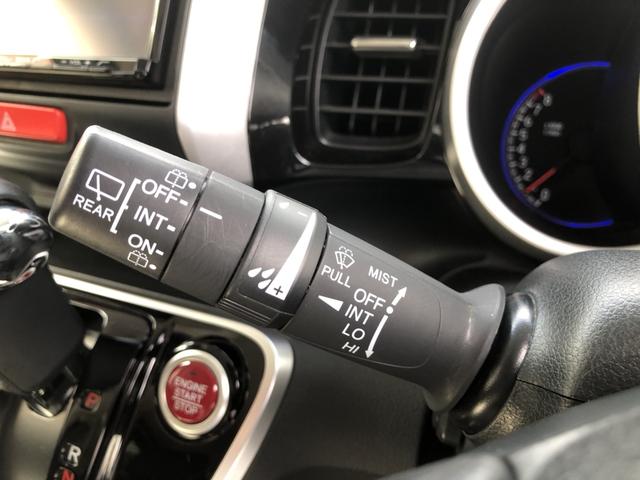 REAR
OFF
INT
ON
PULL
MIST
OFF
INT
LO
HI
ENGINE
START
STOP
P
R
N